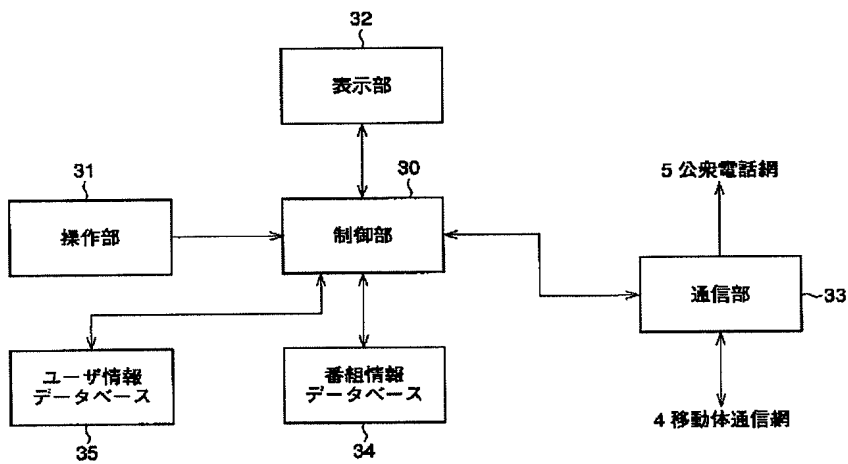 32
表示部
31
操作部
30
制御部
5 公衆電話網
通信部
33
ユーザ情報
データベース
35
番組情報
データベース
34
4 移動体通信網